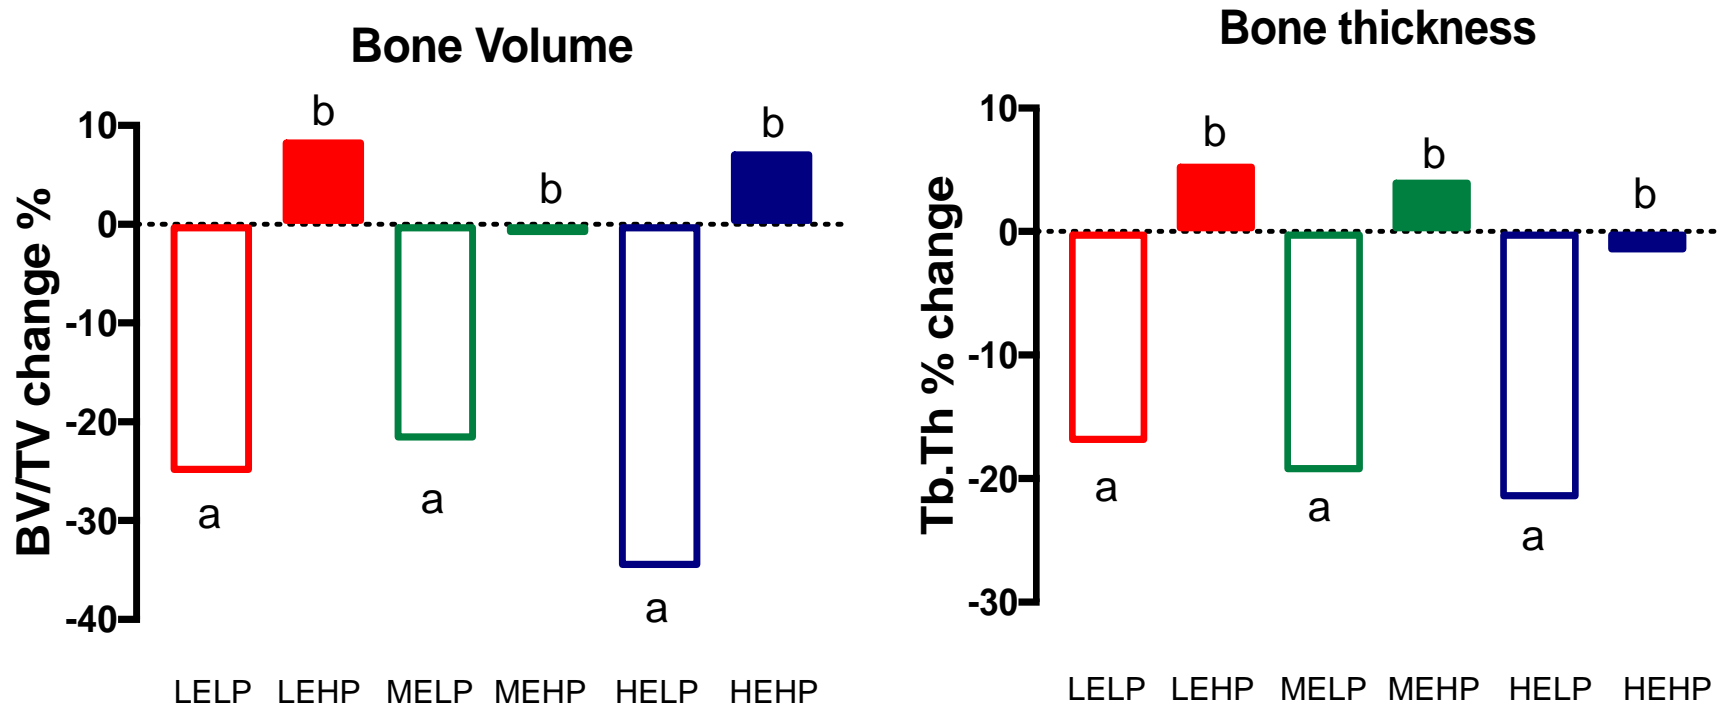 Bone Volume
BV/TV change %
10
0
-10
-20
-30
-40
a
b
a
b
a
b
LELP LEHP MELP MEHP HELP HEHP
Bone thickness
Tb.Th % change
10
0
-10
-20
-30
a
b
a
b
a
b
LELP LEHP MELP MEHP HELP HEHP